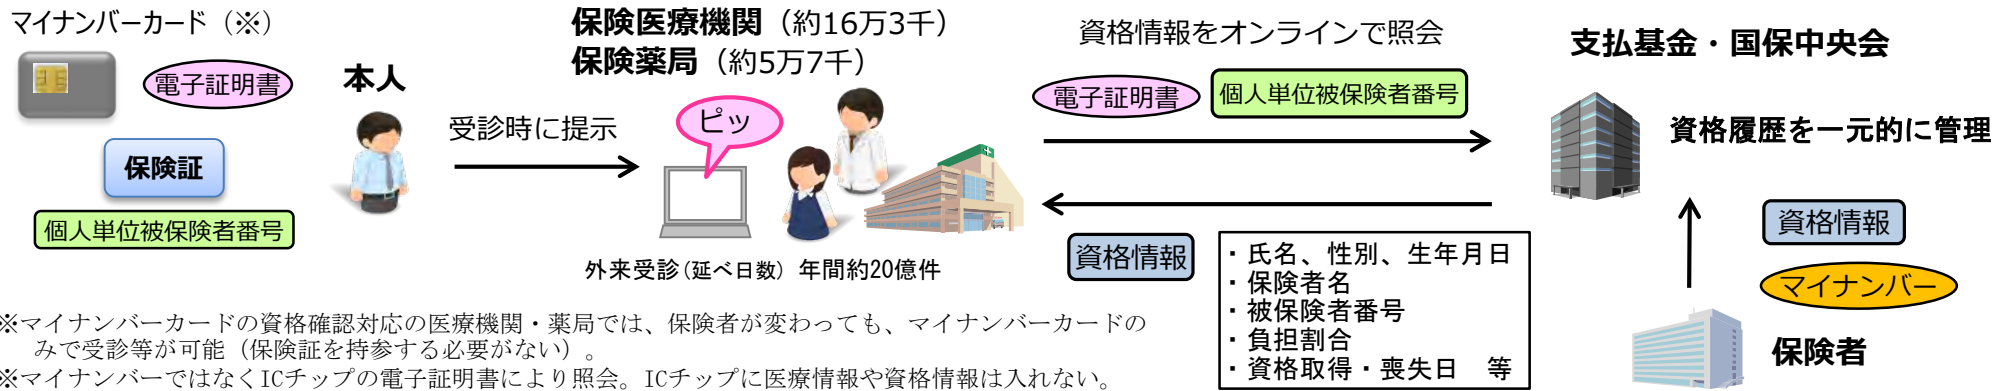 マイナンバーカード（※）
電子証明書
保険証
個人単位被保険者番号
本人
受診時に提示
保険医療機関（約16万3千）
保険薬局（約5万7千）
ピッ
外来受診（延べ日数）年間約20億件
資格情報をオンラインで照会
電子証明書
個人単位被保険者番号
資格情報
・氏名、性別、生年月日
・保険者名
・被保険者番号
・負担割合
・資格取得・喪失日　等
支払基金・国保中央会
資格履歴を一元的に管理
資格情報
マイナンバー
保険者
※マイナンバーカードの資格確認対応の医療機関・薬局では、保険者が変わっても、マイナンバーカードの
みで受診等が可能（保険証を持参する必要がない）。
※マイナンバーではなくICチップの電子証明書により照会。ICチップに医療情報や資格情報は入れない。